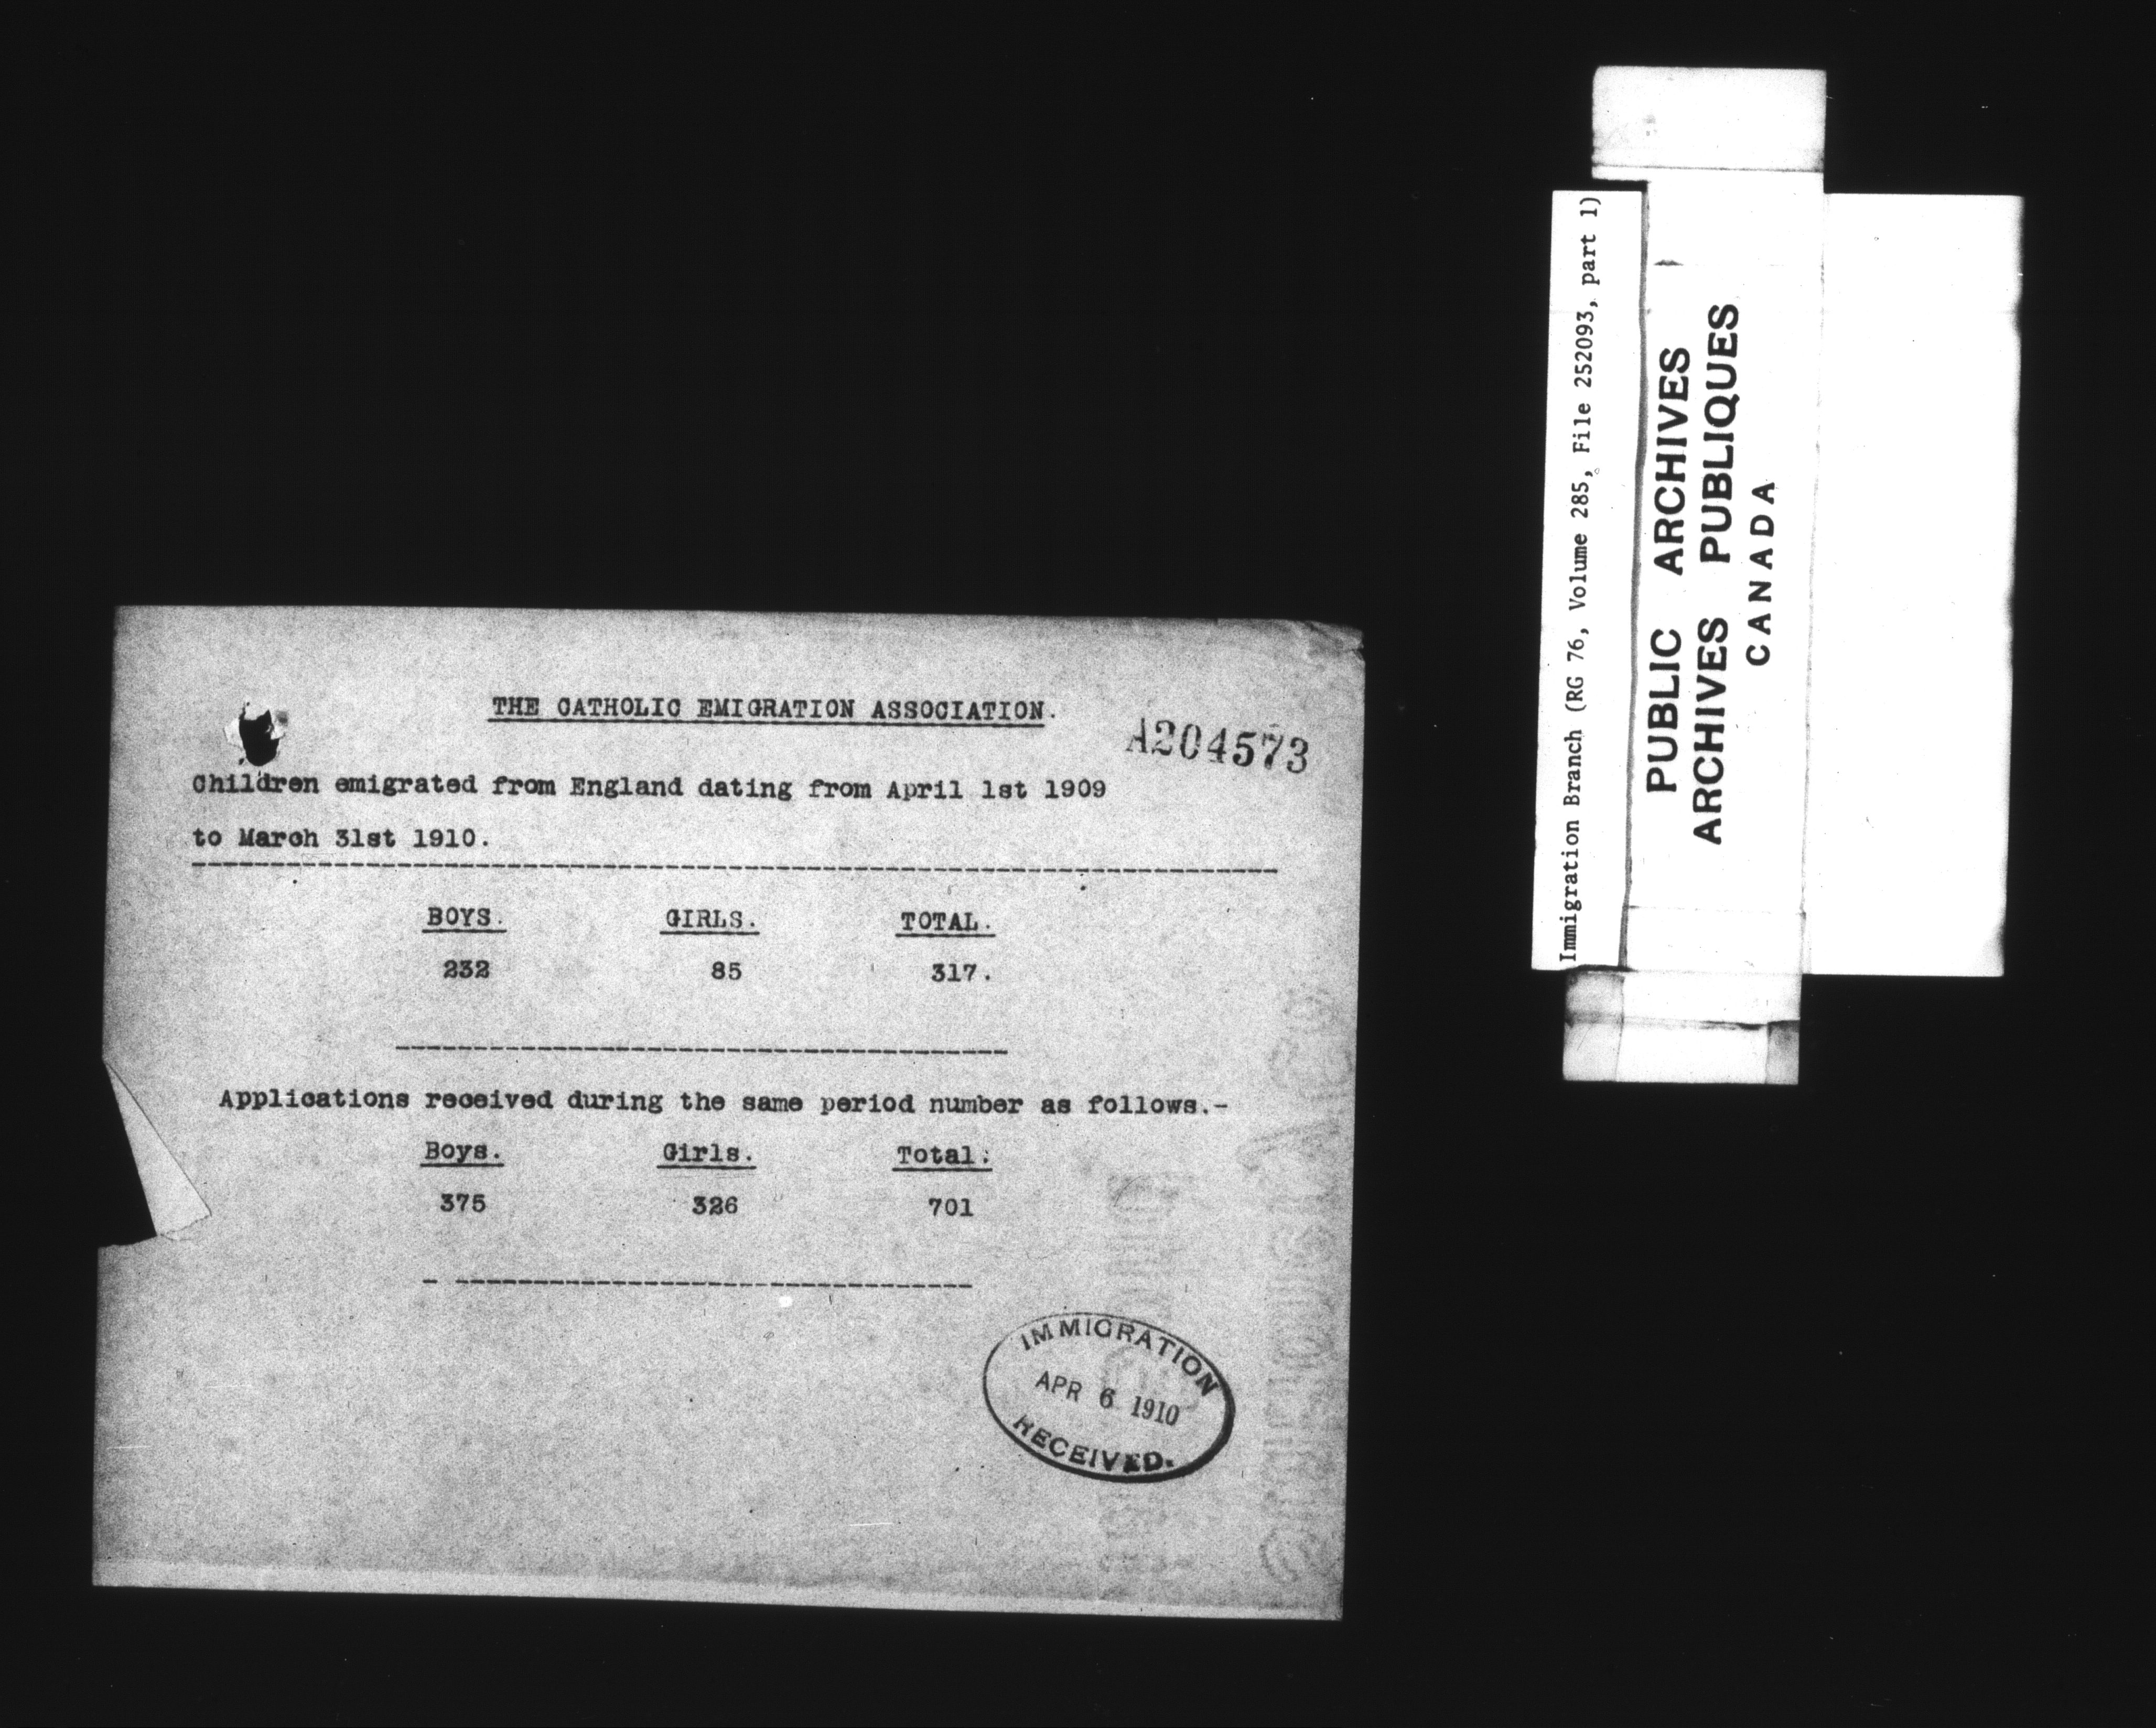 THE CATHOLIC EMIGRATION ASSOCIATION.
A204573
Children emigrated from England dating from April 1st 1909
to March 31st 1910.
BOYS. GIRLS. TOTAL.
232 85 317.
Applications received during the same period number as follows.-
Boys. Girls. Total.
375 326 701
IMMIGRATION
APR 6 1910
RECEIVED.
Immigration Branch (RG 76, Volume 285, File 252093, part 1)
PUBLIC ARCHIVES
ARCHIVES PUBLIQUES
CANADA